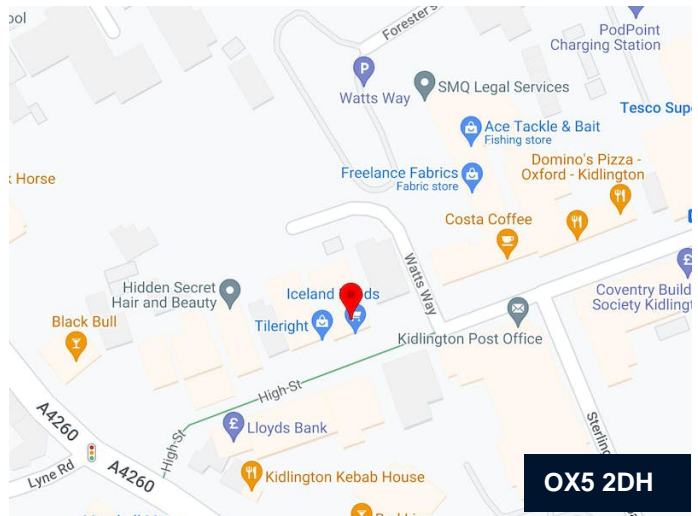 ool
Forester's
PodPoint
Charging Station
Watts Way
SMQ Legal Services
Tesco Sup
Ace Tackle & Bait
Fishing store
Domino's Pizza -
Oxford - Kidlington
Freelance Fabrics
Fabric store
k Horse
Costa Coffee
Watts Way
Hidden Secret
Hair and Beauty
Iceland ds
Coventry Build
Society Kidlingt
Black Bull
Tileright
Kidlington Post Office
High-St
A4260
High-St
Lloyds Bank
Lyne Rd
A4260
Kidlington Kebab House
Sterling
OX5 2DH